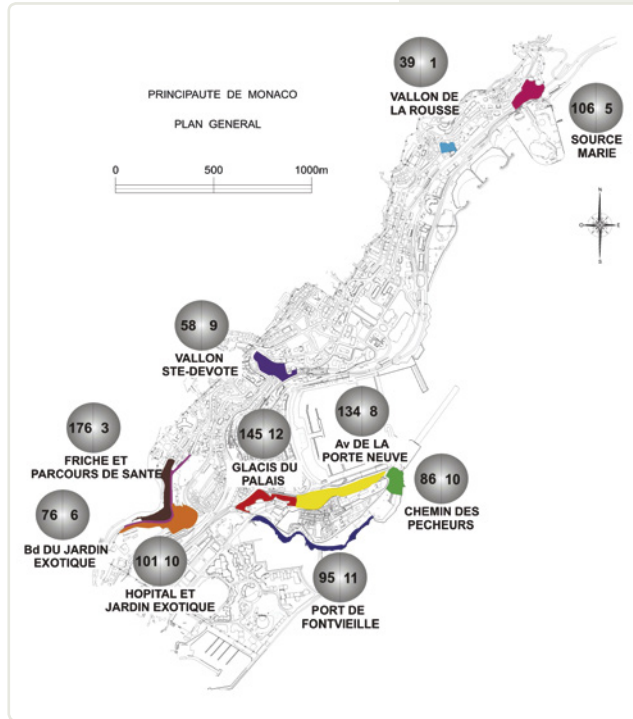 PRINCIPAUTE DE MONACO
PLAN GENERAL
0 500 1000m
39 1
VALLON DE
LA ROUSSE
106 5
SOURCE
MARIE
N
O E
S
58 9
VALLON
STE-DEVOTE
134 8
Av DE LA
PORTE NEUVE
145 12
GLACIS DU
PALAIS
176 3
FRICHE ET
PARCOURS DE SANTE
86 10
CHEMIN DES
PECHEURS
76 6
Bd DU JARDIN
EXOTIQUE
101 10
HOPITAL ET
JARDIN EXOTIQUE
95 11
PORT DE
FONTVIEILLE